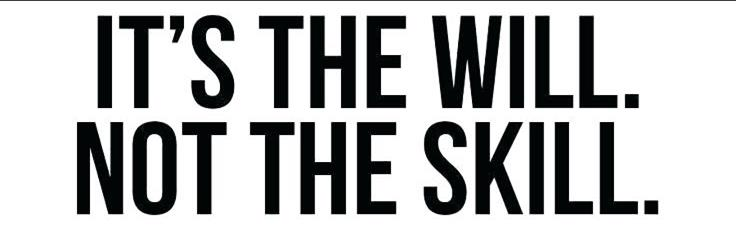 IT’S THE WILL.
NOT THE SKILL.